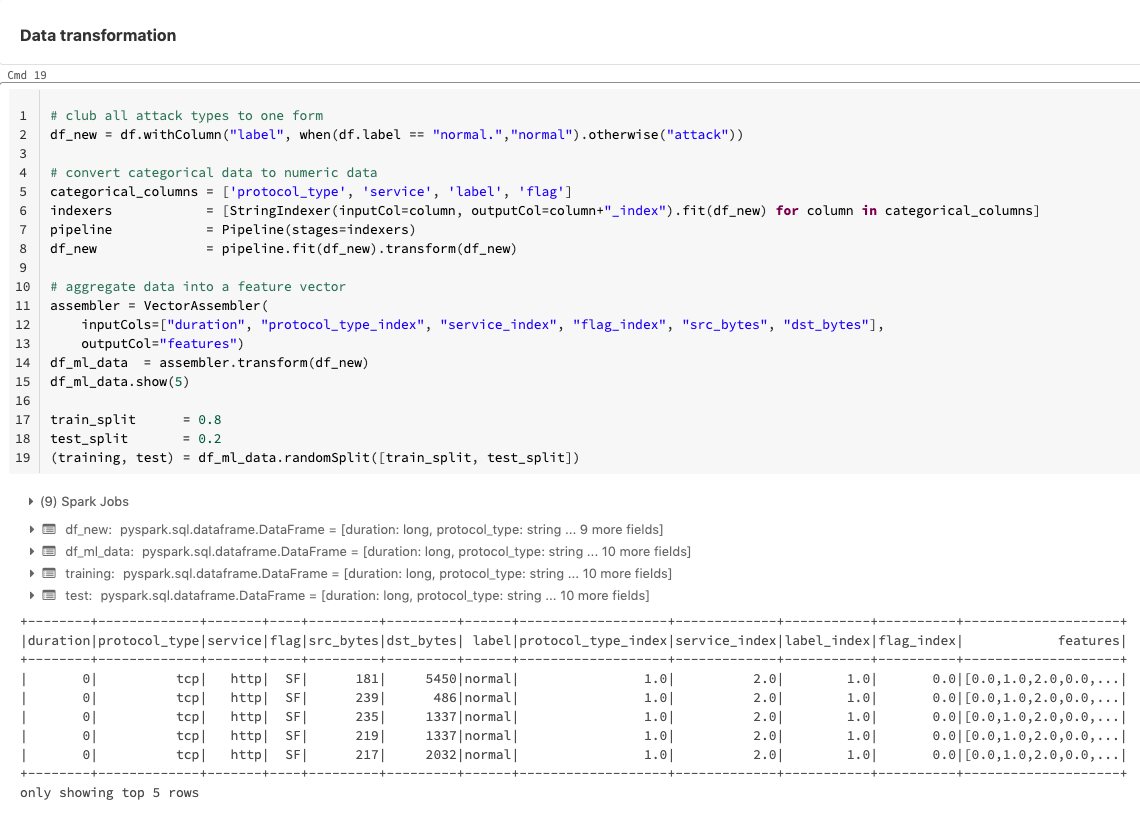 Data transformation
Cmd 19
1 # club all attack types to one form
2 df_new = df.withColumn("label", when(df.label == "normal.","normal").otherwise("attack"))
3
4 # convert categorical data to numeric data
5 categorical_columns = ['protocol_type', 'service', 'label', 'flag']
6 indexers            = [StringIndexer(inputCol=column, outputCol=column+"_index").fit(df_new) for column in categorical_columns]
7 pipeline            = Pipeline(stages=indexers)
8 df_new              = pipeline.fit(df_new).transform(df_new)
9
10 # aggregate data into a feature vector
11 assembler = VectorAssembler(
12     inputCols=["duration", "protocol_type_index", "service_index", "flag_index", "src_bytes", "dst_bytes"],
13     outputCol="features")
14 df_ml_data  = assembler.transform(df_new)
15 df_ml_data.show(5)
16
17 train_split      = 0.8
18 test_split       = 0.2
19 (training, test) = df_ml_data.randomSplit([train_split, test_split])
(9) Spark Jobs
df_new: pyspark.sql.dataframe.DataFrame = [duration: long, protocol_type: string ... 9 more fields]
df_ml_data: pyspark.sql.dataframe.DataFrame = [duration: long, protocol_type: string ... 10 more fields]
training: pyspark.sql.dataframe.DataFrame = [duration: long, protocol_type: string ... 10 more fields]
test: pyspark.sql.dataframe.DataFrame = [duration: long, protocol_type: string ... 10 more fields]
+--------+-------------+-------+----+---------+---------+------+-------------------+-------------+-----------+----------+--------------------+
|duration|protocol_type|service|flag|src_bytes|dst_bytes| label|protocol_type_index|service_index|label_index|flag_index|            features|
+--------+-------------+-------+----+---------+---------+------+-------------------+-------------+-----------+----------+--------------------+
|       0|          tcp|   http|  SF|      181|     5450|normal|                1.0|          2.0|        1.0|       0.0|[0.0,1.0,2.0,0.0,...|
|       0|          tcp|   http|  SF|      239|      486|normal|                1.0|          2.0|        1.0|       0.0|[0.0,1.0,2.0,0.0,...|
|       0|          tcp|   http|  SF|      235|     1337|normal|                1.0|          2.0|        1.0|       0.0|[0.0,1.0,2.0,0.0,...|
|       0|          tcp|   http|  SF|      219|     1337|normal|                1.0|          2.0|        1.0|       0.0|[0.0,1.0,2.0,0.0,...|
|       0|          tcp|   http|  SF|      217|     2032|normal|                1.0|          2.0|        1.0|       0.0|[0.0,1.0,2.0,0.0,...|
+--------+-------------+-------+----+---------+---------+------+-------------------+-------------+-----------+----------+--------------------+
only showing top 5 rows